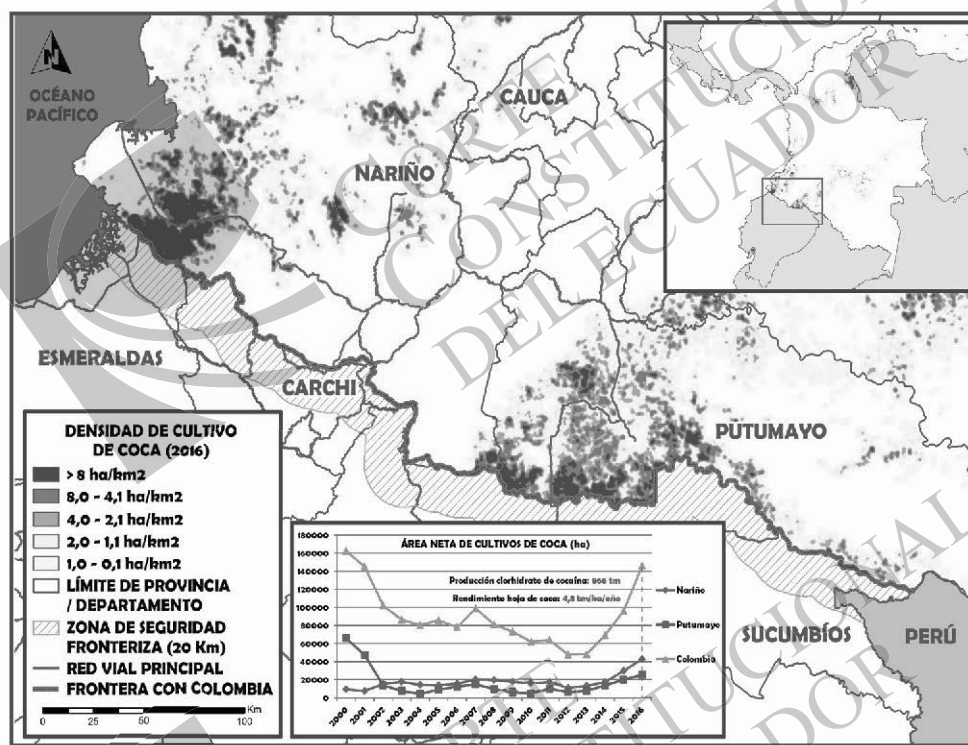 N
OCÉANO
PACÍFICO
CAUCA
NARIÑO
ESMERALDAS
CARCHI
PUTUMAYO
SUCUMBÍOS
PERÚ
DENSIDAD DE CULTIVO
DE COCA (2016)
> 8 ha/km2
8,0 - 4,1 ha/km2
4,0 - 2,1 ha/km2
2,0 - 1,1 ha/km2
1,0 - 0,1 ha/km2
LÍMITE DE PROVINCIA
/ DEPARTAMENTO
ZONA DE SEGURIDAD
FRONTERIZA (20 Km)
RED VIAL PRINCIPAL
FRONTERA CON COLOMBIA
Km
0 25 50 100
ÁREA NETA DE CULTIVOS DE COCA (ha)
Producción clorhidrato de cocaína: 866 tm
Rendimiento hoja de coca: 4,8 tm/ha/año
180000
160000
140000
120000
100000
80000
60000
40000
20000
0
2000 2001 2002 2003 2004 2005 2006 2007 2008 2009 2010 2011 2012 2013 2014 2015 2016
Nariño
Putumayo
Colombia
CORTE
CONSTITUCIONAL
DEL ECUADOR
CORTE
CONSTITUCIONAL
DEL ECUADOR